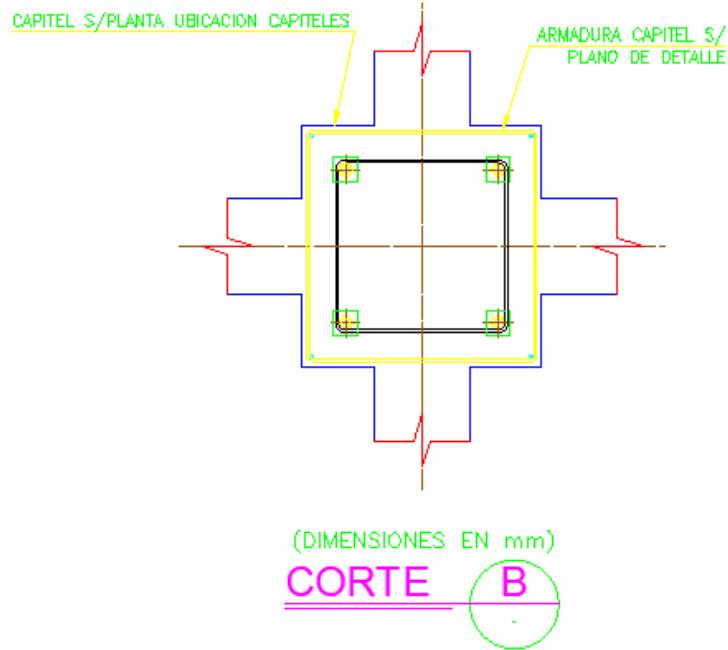 CAPITEL S/PLANTA UBICACION CAPITELES
ARMADURA CAPITEL S/
PLANO DE DETALLE
(DIMENSIONES EN mm)
CORTE B
-